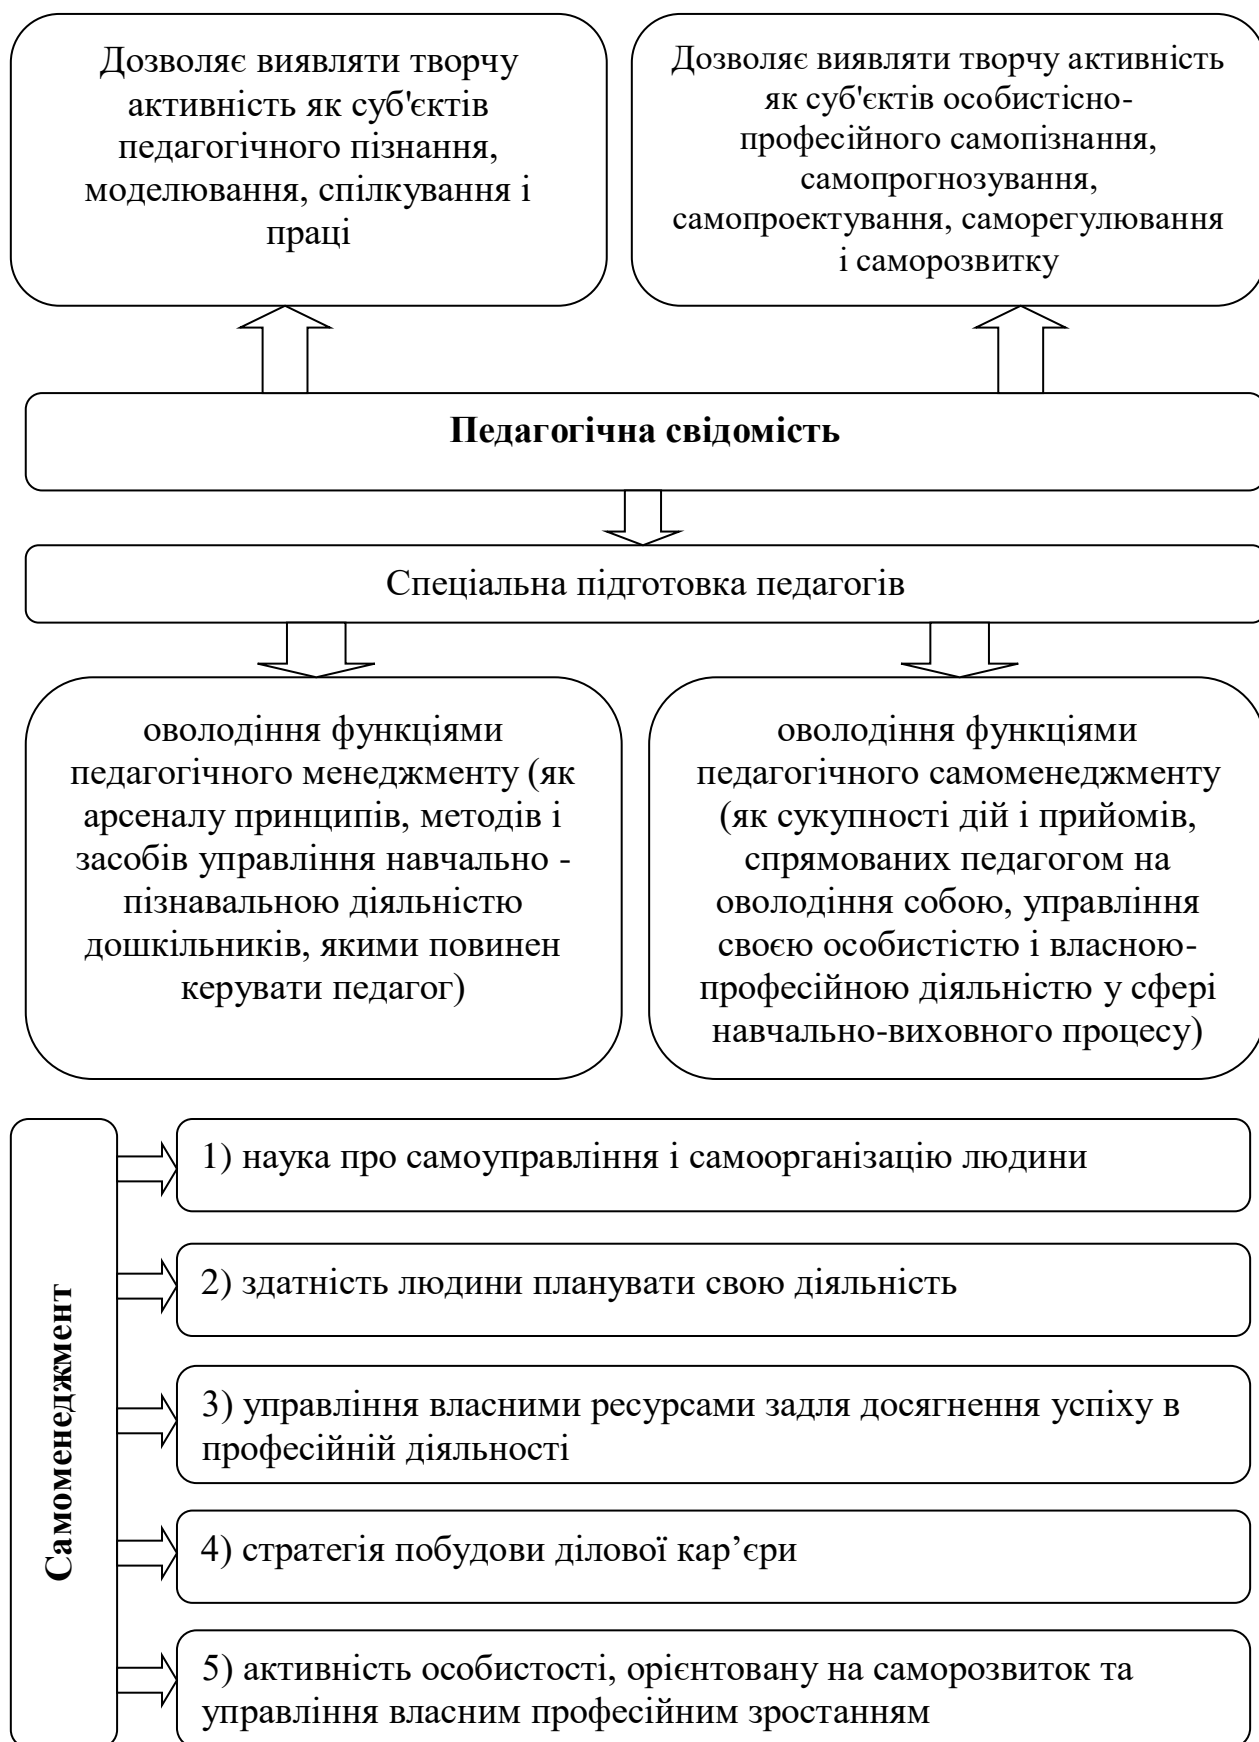 Дозволяє виявляти творчу
активність як суб'єктів
педагогічного пізнання,
моделювання, спілкування і
праці
Дозволяє виявляти творчу активність
як суб'єктів особистісно-
професійного самопізнання,
самопрогнозування,
самопроектування, саморегулювання
і саморозвитку
Педагогічна свідомість
Спеціальна підготовка педагогів
оволодіння функціями
педагогічного менеджменту (як
арсеналу принципів, методів і
засобів управління навчально -
пізнавальною діяльністю
дошкільників, якими повинен
керувати педагог)
оволодіння функціями
педагогічного самоменеджменту
(як сукупності дій і прийомів,
спрямованих педагогом на
оволодіння собою, управління
своєю особистістю і власною-
професійною діяльністю у сфері
навчально-виховного процесу)
Самоменеджмент
1) наука про самоуправління і самоорганізацію людини
2) здатність людини планувати свою діяльність
3) управління власними ресурсами задля досягнення успіху в
професійній діяльності
4) стратегія побудови ділової кар’єри
5) активність особистості, орієнтовану на саморозвиток та
управління власним професійним зростанням